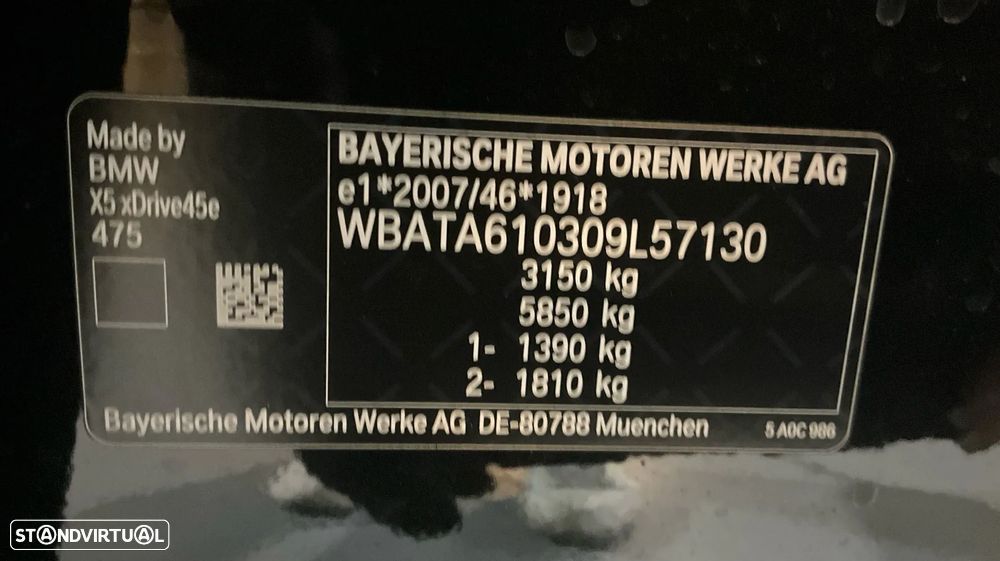 Made by
BMW
X5 xDrive45e
475
BAYERISCHE MOTOREN WERKE AG
e1*2007/46*1918
WBATA610309L57130
3150 kg
5850 kg
1- 1390 kg
2- 1810 kg
Bayerische Motoren Werke AG DE-80788 Muenchen
5 A0C 986
STANDVIRTUAL